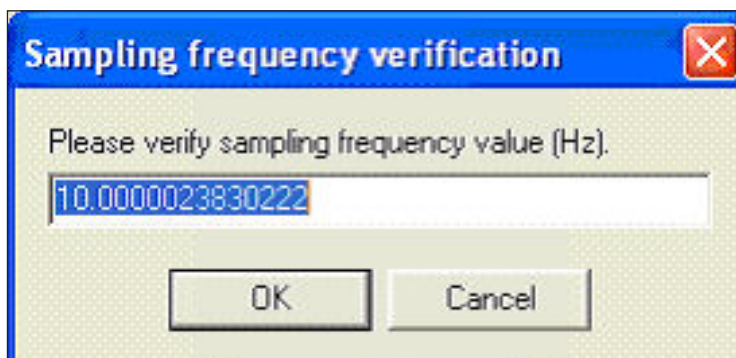 Sampling frequency verification
Please verify sampling frequency value (Hz).
10.0000023830222
OK Cancel